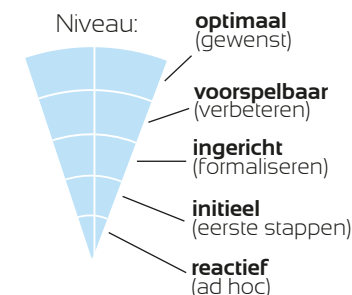 Niveau:
optimaal
(gewenst)
voorspelbaar
(verbeteren)
ingericht
(formaliseren)
initieel
(eerste stappen)
reactief
(ad hoc)